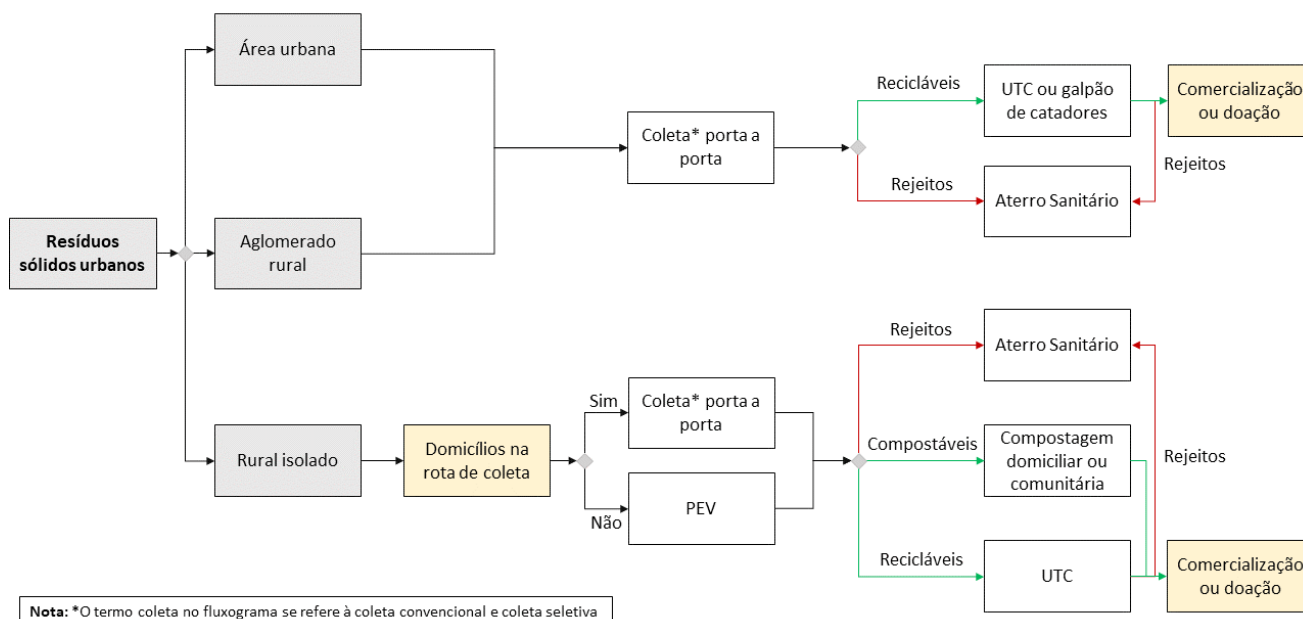 Área urbana
Recicláveis
UTC ou galpão
de catadores
Comercialização
ou doação
Coleta* porta a
porta
Rejeitos
Rejeitos
Aterro Sanitário
Resíduos
sólidos urbanos
Aglomerado
rural
Rejeitos
Aterro Sanitário
Sim
Coleta* porta a
porta
Rural isolado
Domicílios na
rota de coleta
Compostáveis
Compostagem
domiciliar ou
comunitária
Rejeitos
Não
PEV
Recicláveis
UTC
Comercialização
ou doação
Nota: *O termo coleta no fluxograma se refere à coleta convencional e coleta seletiva